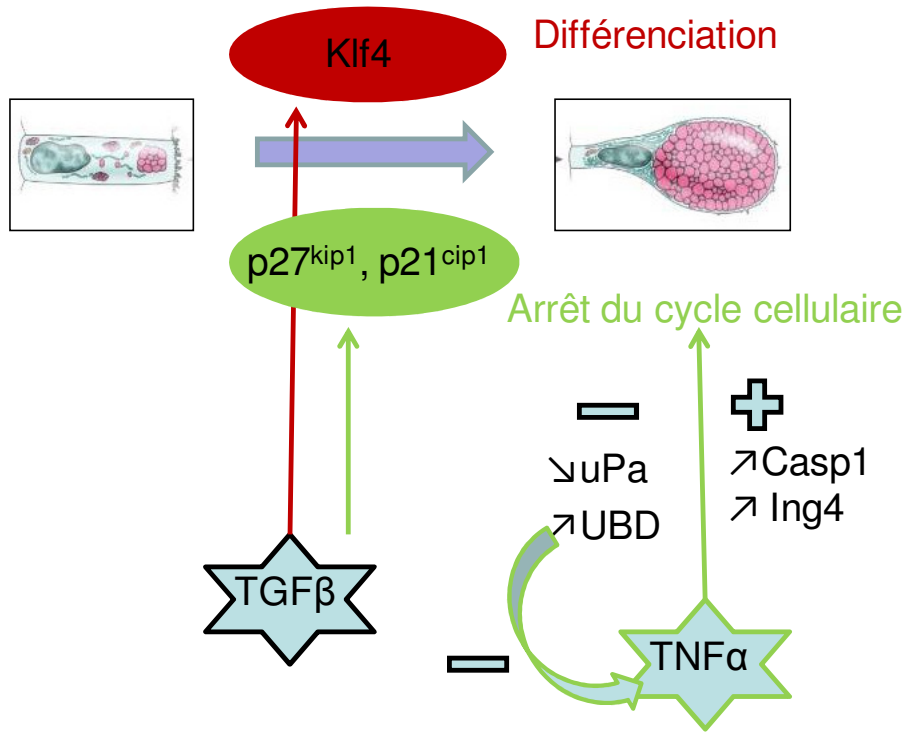 Klf4
Différenciation
p27kip1, p21cip1
Arrêt du cycle cellulaire
↘uPa
↗Casp1
↗UBD
↗ Ing4
TGFβ
TNFα